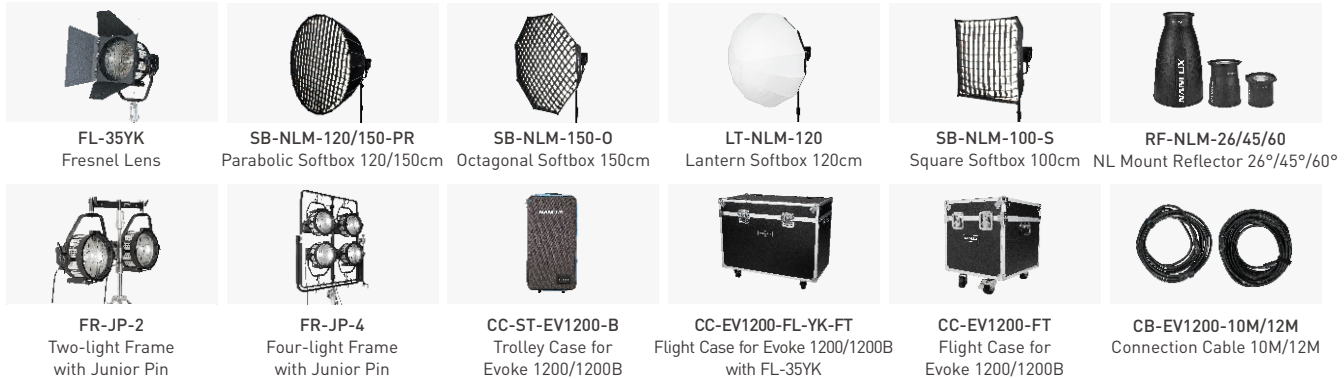 NANLUX
FL-35YK
Fresnel Lens
SB-NLM-120/150-PR
Parabolic Softbox 120/150cm
SB-NLM-150-O
Octagonal Softbox 150cm
LT-NLM-120
Lantern Softbox 120cm
SB-NLM-100-S
Square Softbox 100cm
RF-NLM-26/45/60
NL Mount Reflector 26°/45°/60°
FR-JP-2
Two-light Frame
with Junior Pin
FR-JP-4
Four-light Frame
with Junior Pin
NANLUX
CC-ST-EV1200-B
Trolley Case for
Evoke 1200/1200B
CC-EV1200-FL-YK-FT
Flight Case for Evoke 1200/1200B
with FL-35YK
CC-EV1200-FT
Flight Case for
Evoke 1200/1200B
CB-EV1200-10M/12M
Connection Cable 10M/12M